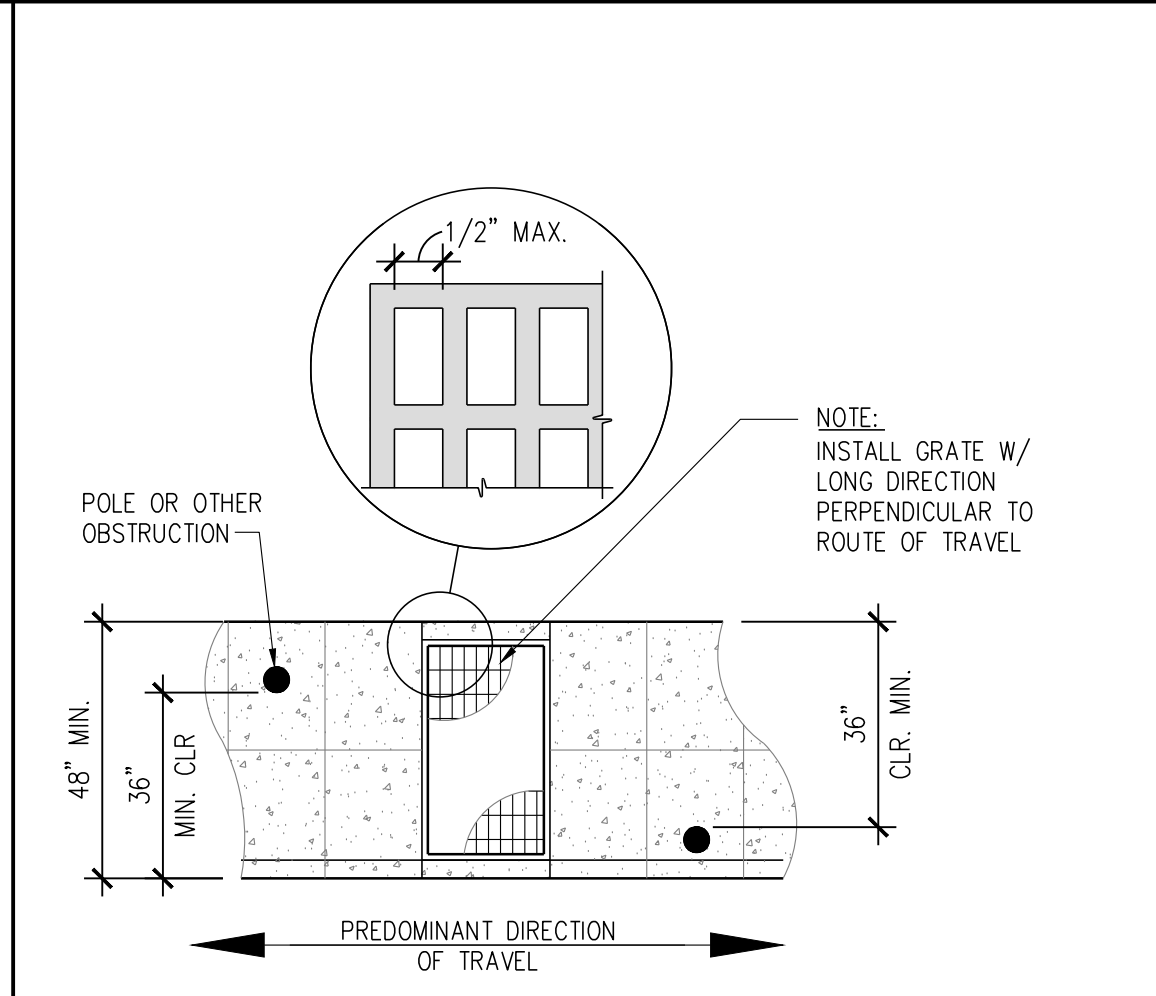 1/2" MAX.
NOTE:
INSTALL GRATE W/
LONG DIRECTION
PERPENDICULAR TO
ROUTE OF TRAVEL
POLE OR OTHER
OBSTRUCTION
48" MIN.
36"
MIN. CLR
36"
CLR. MIN.
PREDOMINANT DIRECTION
OF TRAVEL